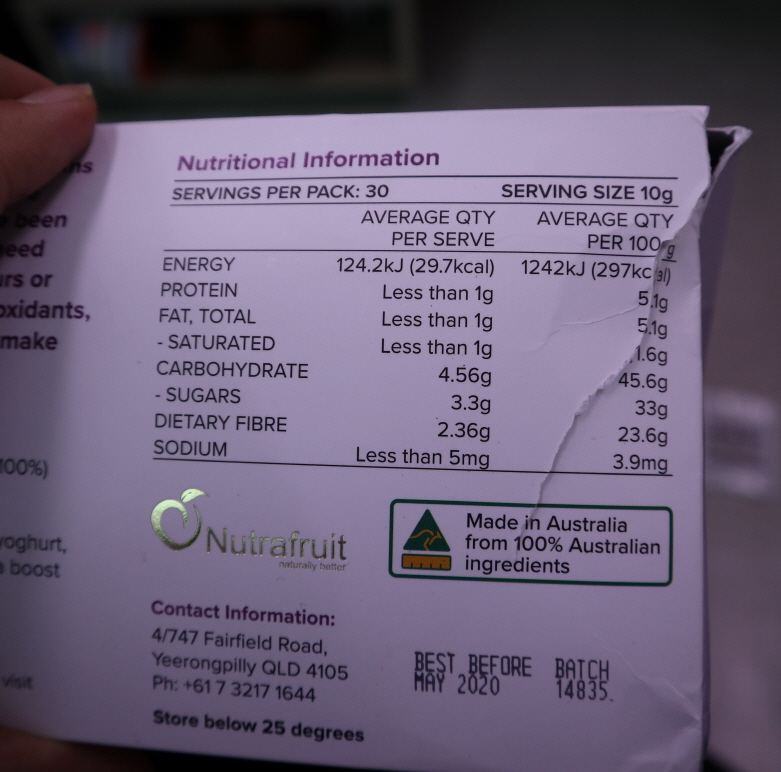 ns
been
eed
urs or
oxidants,
make
100%)
yoghurt,
boost
visit
Nutritional Information
SERVINGS PER PACK: 30 SERVING SIZE 10g
AVERAGE QTY AVERAGE QTY
PER SERVE PER 100g
ENERGY 124.2kJ (29.7kcal) 1242kJ (297kcal)
PROTEIN Less than 1g 5.1g
FAT, TOTAL Less than 1g 5.1g
- SATURATED Less than 1g 1.6g
CARBOHYDRATE 4.56g 45.6g
- SUGARS 3.3g 33g
DIETARY FIBRE 2.36g 23.6g
SODIUM Less than 5mg 3.9mg
Nutrafruit
naturally better
Made in Australia
from 100% Australian
ingredients
Contact Information:
4/747 Fairfield Road,
Yeerongpilly QLD 4105
Ph: +61 7 3217 1644
Store below 25 degrees
BEST BEFORE BATCH
MAY 2020 14835.